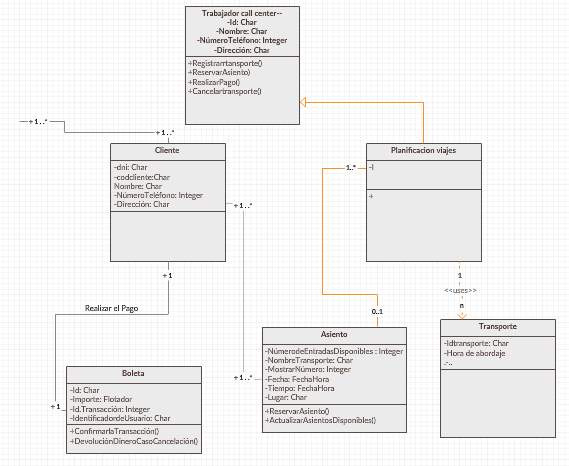 Trabajador call center--
-Id: Char
-Nombre: Char
-NúmeroTeléfono: Integer
-Dirección: Char
+Registrarrtansporte()
+ReservarAsiento)
+RealizarPago()
+Cancelartransporte()
+ 1..*
+ 1..*
Cliente
-dni: Char
-codcliente:Char
Nombre: Char
-NúmeroTeléfono: Integer
-Dirección: Char
+ 1..*
+ 1
Realizar el Pago
+ 1
Boleta
-Id: Char
-Importe: Flotador
-Id.Transacción: Integer
-IdentificadordeUsuario: Char
+ConfirmarlaTransacción()
+DevoluciónDineroCasoCancelación()
Planificacion viajes
-I
+
1..*
0..1
1
<<uses>>
n
+ 1..*
Asiento
-NúmerodeEntradasDisponibles : Integer
-NombreTransporte: Char
-MostrarNúmero: Integer
-Fecha: FechaHora
-Tiempo: FechaHora
-Lugar: Char
+ReservarAsiento()
+ActualizarAsientosDisponibles()
Transporte
-Idtransporte: Char
-Hora de abordaje
-..